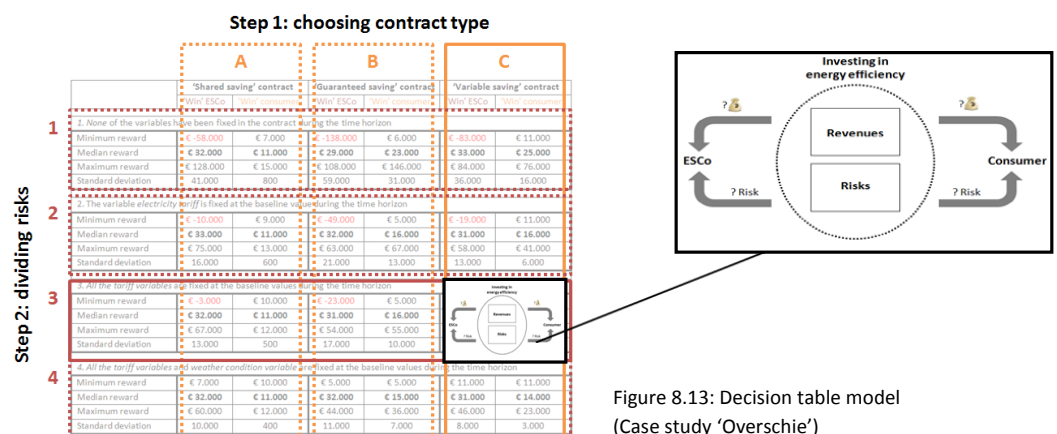 Step 1: choosing contract type
A B C
'Shared saving' contract 'Guaranteed saving' contract 'Variable saving' contract
'Win' ESCo 'Win' consumer 'Win' ESCo 'Win' consumer 'Win' ESCo 'Win' consumer
Step 2: dividing risks
1
1. None of the variables have been fixed in the contract during the time horizon
Minimum reward € -58.000 € 7.000 € -138.000 € 6.000 € -83.000 € 11.000
Median reward € 32.000 € 11.000 € 29.000 € 23.000 € 33.000 € 25.000
Maximum reward € 128.000 € 15.000 € 108.000 € 146.000 € 84.000 € 76.000
Standard deviation 41.000 800 59.000 31.000 36.000 16.000
2
2. The variable electricity tariff is fixed at the baseline value during the time horizon
Minimum reward € -10.000 € 9.000 € -49.000 € 5.000 € -19.000 € 11.000
Median reward € 33.000 € 11.000 € 32.000 € 16.000 € 31.000 € 16.000
Maximum reward € 75.000 € 13.000 € 63.000 € 67.000 € 58.000 € 41.000
Standard deviation 16.000 600 21.000 13.000 13.000 6.000
3
3. All the tariff variables are fixed at the baseline values during the time horizon
Minimum reward € -3.000 € 10.000 € -23.000 € 5.000
Median reward € 32.000 € 11.000 € 31.000 € 16.000
Maximum reward € 67.000 € 12.000 € 54.000 € 55.000
Standard deviation 13.000 500 17.000 10.000
Investing in
energy efficiency
Revenues
ESCo Consumer
Risks
? Risk ? Risk
4
4. All the tariff variables and weather condition variable are fixed at the baseline values during the time horizon
Minimum reward € 7.000 € 10.000 € 5.000 € 5.000 € 11.000 € 11.000
Median reward € 32.000 € 11.000 € 32.000 € 15.000 € 31.000 € 14.000
Maximum reward € 60.000 € 12.000 € 44.000 € 36.000 € 46.000 € 23.000
Standard deviation 10.000 400 11.000 7.000 8.000 3.000
Investing in
energy efficiency
? ?
Revenues
ESCo Consumer
Risks
? Risk ? Risk
Figure 8.13: Decision table model
(Case study 'Overschie')